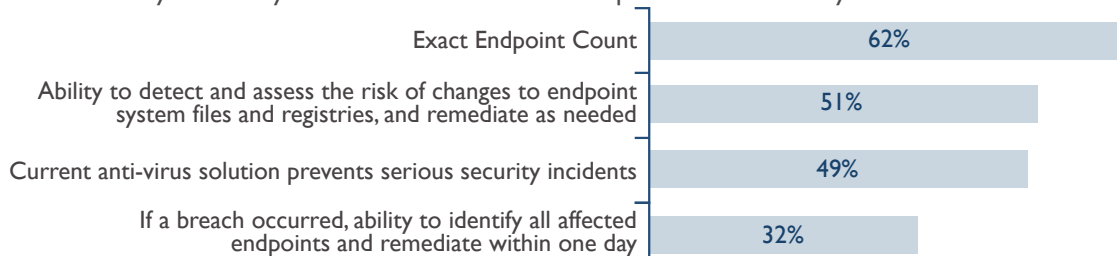 Exact Endpoint Count
62%
Ability to detect and assess the risk of changes to endpoint
system files and registries, and remediate as needed
51%
Current anti-virus solution prevents serious security incidents
49%
If a breach occurred, ability to identify all affected
endpoints and remediate within one day
32%